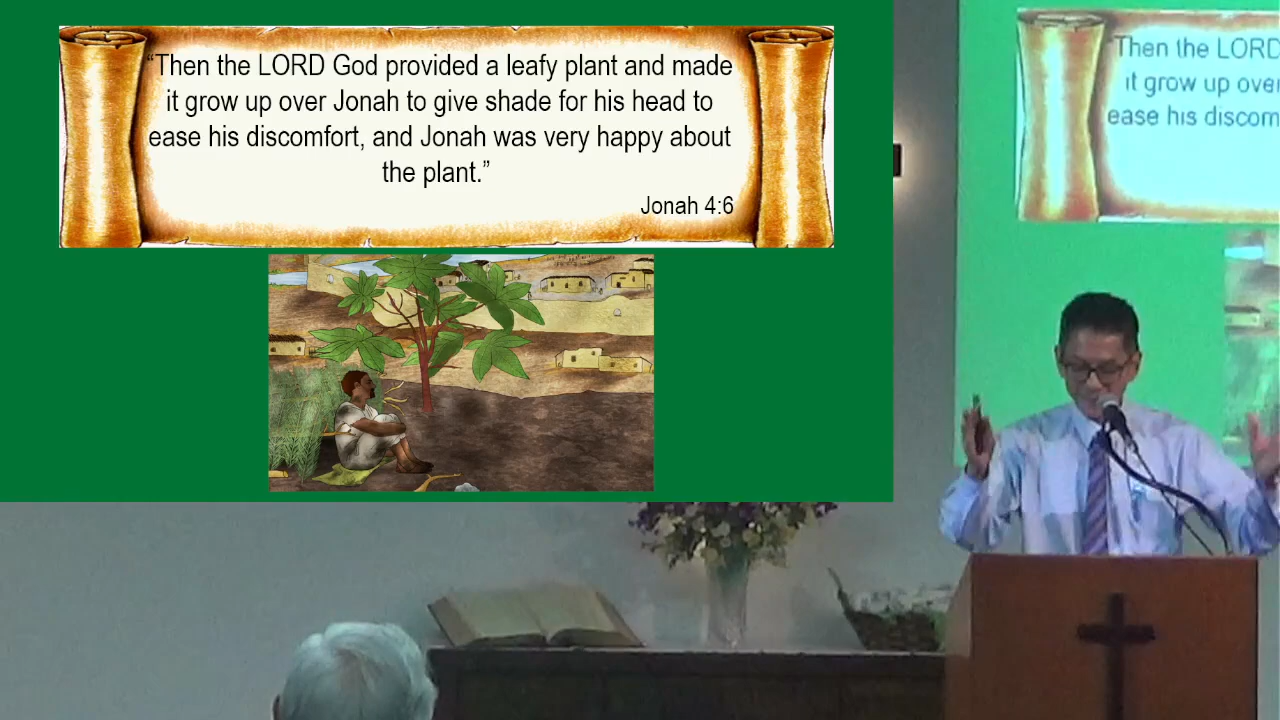 “Then the LORD God provided a leafy plant and made
it grow up over Jonah to give shade for his head to
ease his discomfort, and Jonah was very happy about
the plant.”
Jonah 4:6
“Then the LORD
it grow up over
ease his discom